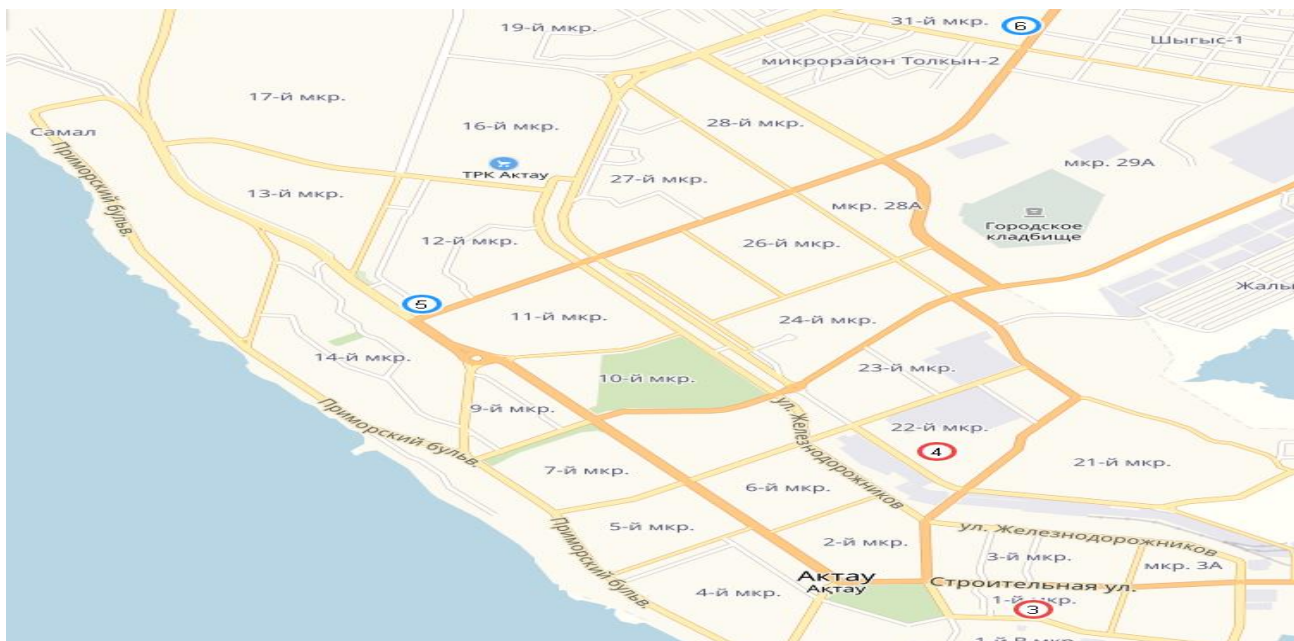 19-й мкр.
31-й мкр.
6
Шыгыс-1
микрорайон Толкын-2
17-й мкр.
16-й мкр.
28-й мкр.
Самал
ТРК Актау
27-й мкр.
мкр. 29А
13-й мкр.
мкр. 28А
Приморский бульв.
12-й мкр.
26-й мкр.
Городское
кладбище
5
11-й мкр.
24-й мкр.
14-й мкр.
10-й мкр.
23-й мкр.
9-й мкр.
ул. Железнодорожников
22-й мкр.
Приморский бульв.
4
21-й мкр.
7-й мкр.
6-й мкр.
5-й мкр.
Приморский бульв.
2-й мкр.
ул. Железнодорожников
3-й мкр.
мкр. 3А
Актау
Ақтау
Строительная ул.
4-й мкр.
1-й мкр.
3